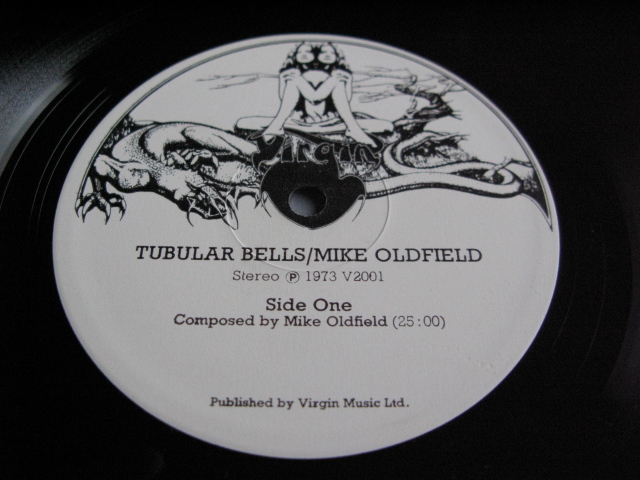 Virgin
TUBULAR BELLS/MIKE OLDFIELD
Stereo Ⓟ 1973 V2001
Side One
Composed by Mike Oldfield (25:00)
Published by Virgin Music Ltd.